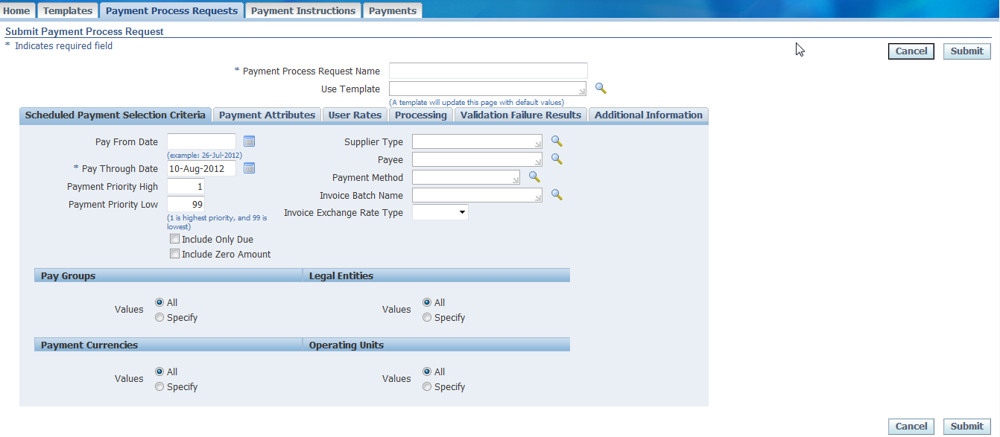 Home Templates Payment Process Requests Payment Instructions Payments
Submit Payment Process Request
* Indicates required field
Cancel Submit
* Payment Process Request Name
Use Template
(A template will update this page with default values)
Scheduled Payment Selection Criteria Payment Attributes User Rates Processing Validation Failure Results Additional Information
Pay From Date
(example: 26-Jul-2012)
* Pay Through Date 10-Aug-2012
Payment Priority High 1
Payment Priority Low 99
(1 is highest priority, and 99 is
lowest)
Include Only Due
Include Zero Amount
Supplier Type
Payee
Payment Method
Invoice Batch Name
Invoice Exchange Rate Type
Pay Groups
Values
All
Specify
Legal Entities
Values
All
Specify
Payment Currencies
Values
All
Specify
Operating Units
Values
All
Specify
Cancel Submit